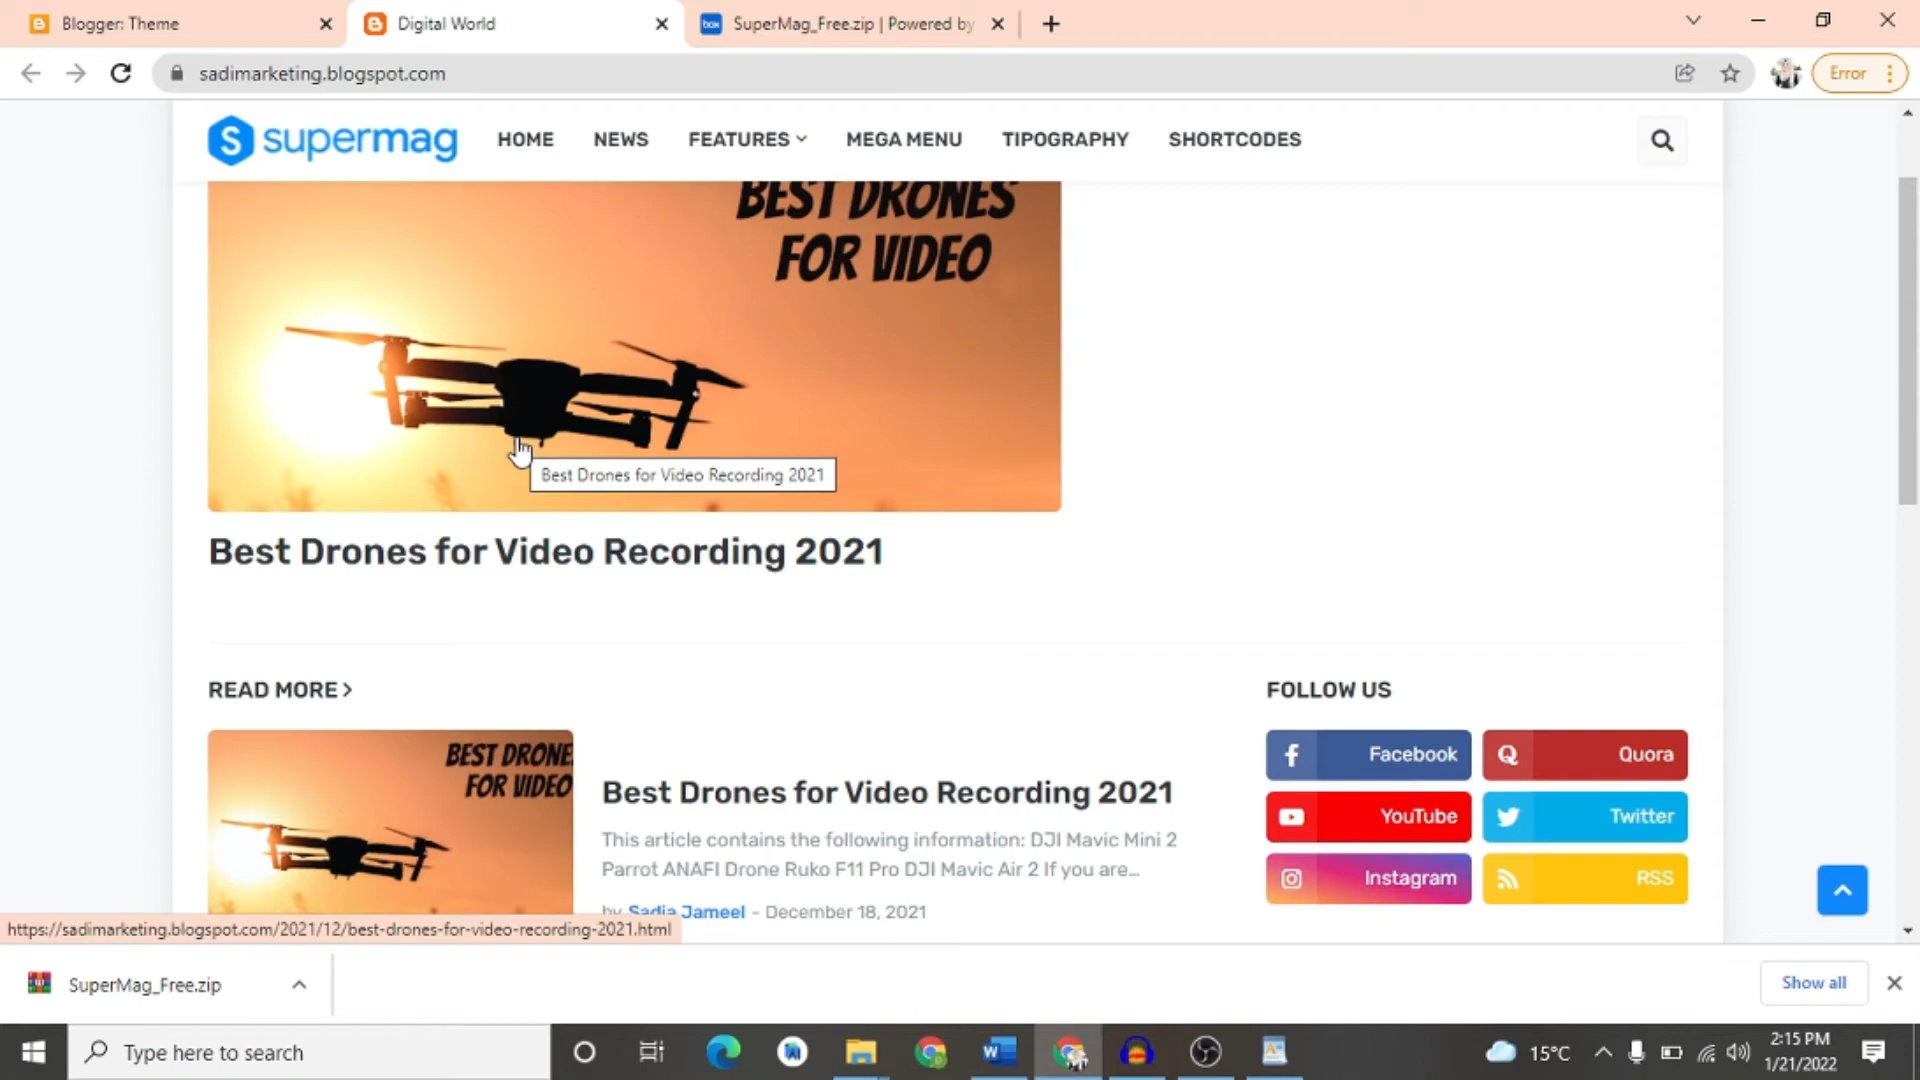 Blogger: Theme
Digital World
SuperMag_Free.zip | Powered by
sadimarketing.blogspot.com
Error
supermag
HOME
NEWS
FEATURES
MEGA MENU
TIPOGRAPHY
SHORTCODES
BEST DRONES
FOR VIDEO
Best Drones for Video Recording 2021
Best Drones for Video Recording 2021
READ MORE >
FOLLOW US
BEST DRONE
FOR VIDEO
Best Drones for Video Recording 2021
This article contains the following information: DJI Mavic Mini 2
Parrot ANAFI Drone Ruko F11 Pro DJI Mavic Air 2 If you are...
by Sadia Jameel - December 18, 2021
Facebook
Quora
YouTube
Twitter
Instagram
RSS
https://sadimarketing.blogspot.com/2021/12/best-drones-for-video-recording-2021.html
SuperMag_Free.zip
Show all
Type here to search
15°C
2:15 PM
1/21/2022